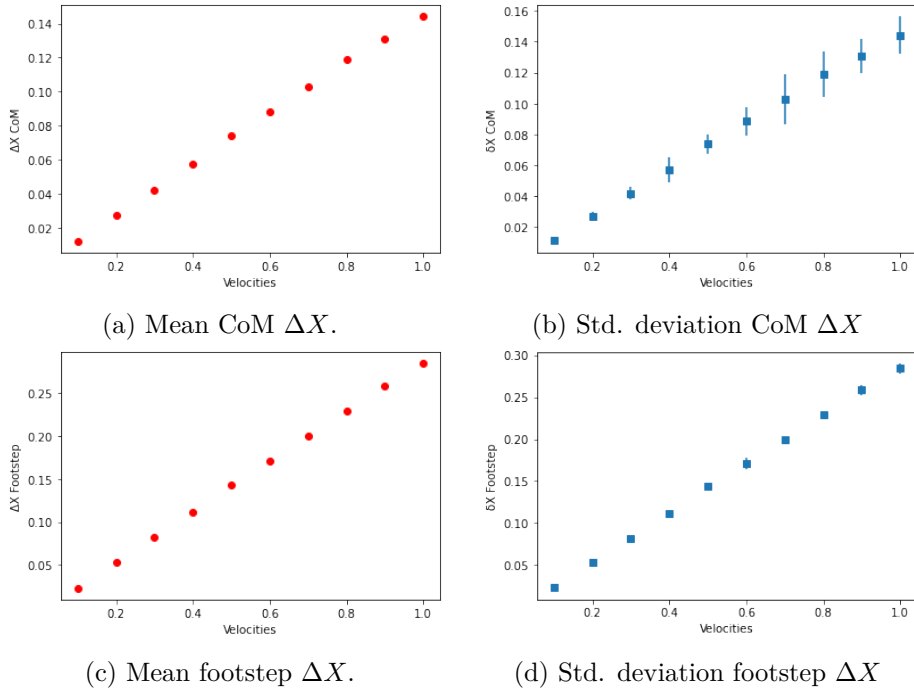 0.14
0.12
0.10
0.08
0.06
0.04
0.02
ΔX CoM
0.2 0.4 0.6 0.8 1.0
Velocities
(a) Mean CoM ΔX.
0.16
0.14
0.12
0.10
0.08
0.06
0.04
0.02
δX CoM
0.2 0.4 0.6 0.8 1.0
Velocities
(b) Std. deviation CoM ΔX
0.25
0.20
0.15
0.10
0.05
ΔX Footstep
0.2 0.4 0.6 0.8 1.0
Velocities
(c) Mean footstep ΔX.
0.30
0.25
0.20
0.15
0.10
0.05
δX Footstep
0.2 0.4 0.6 0.8 1.0
Velocities
(d) Std. deviation footstep ΔX